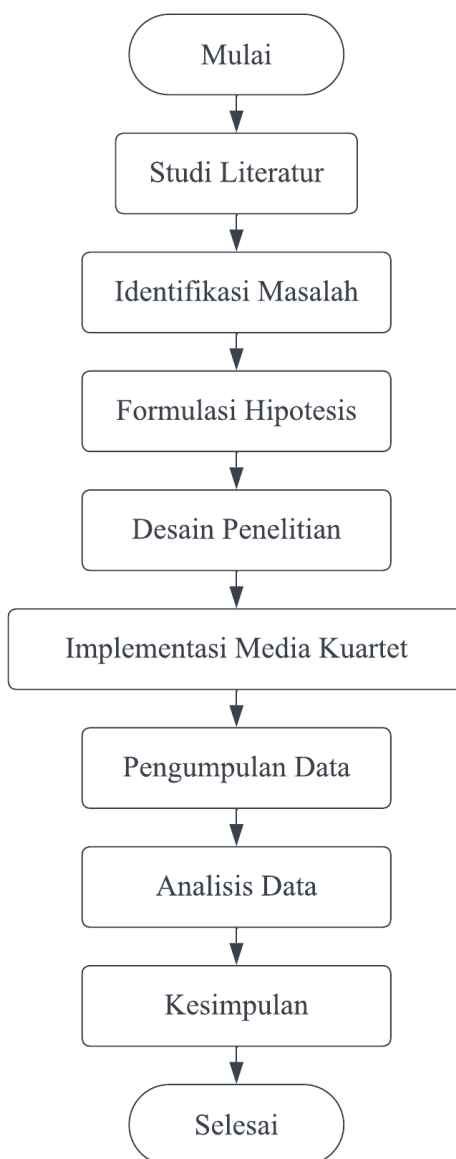 Mulai
Studi Literatur
Identifikasi Masalah
Formulasi Hipotesis
Desain Penelitian
Implementasi Media Kuartet
Pengumpulan Data
Analisis Data
Kesimpulan
Selesai